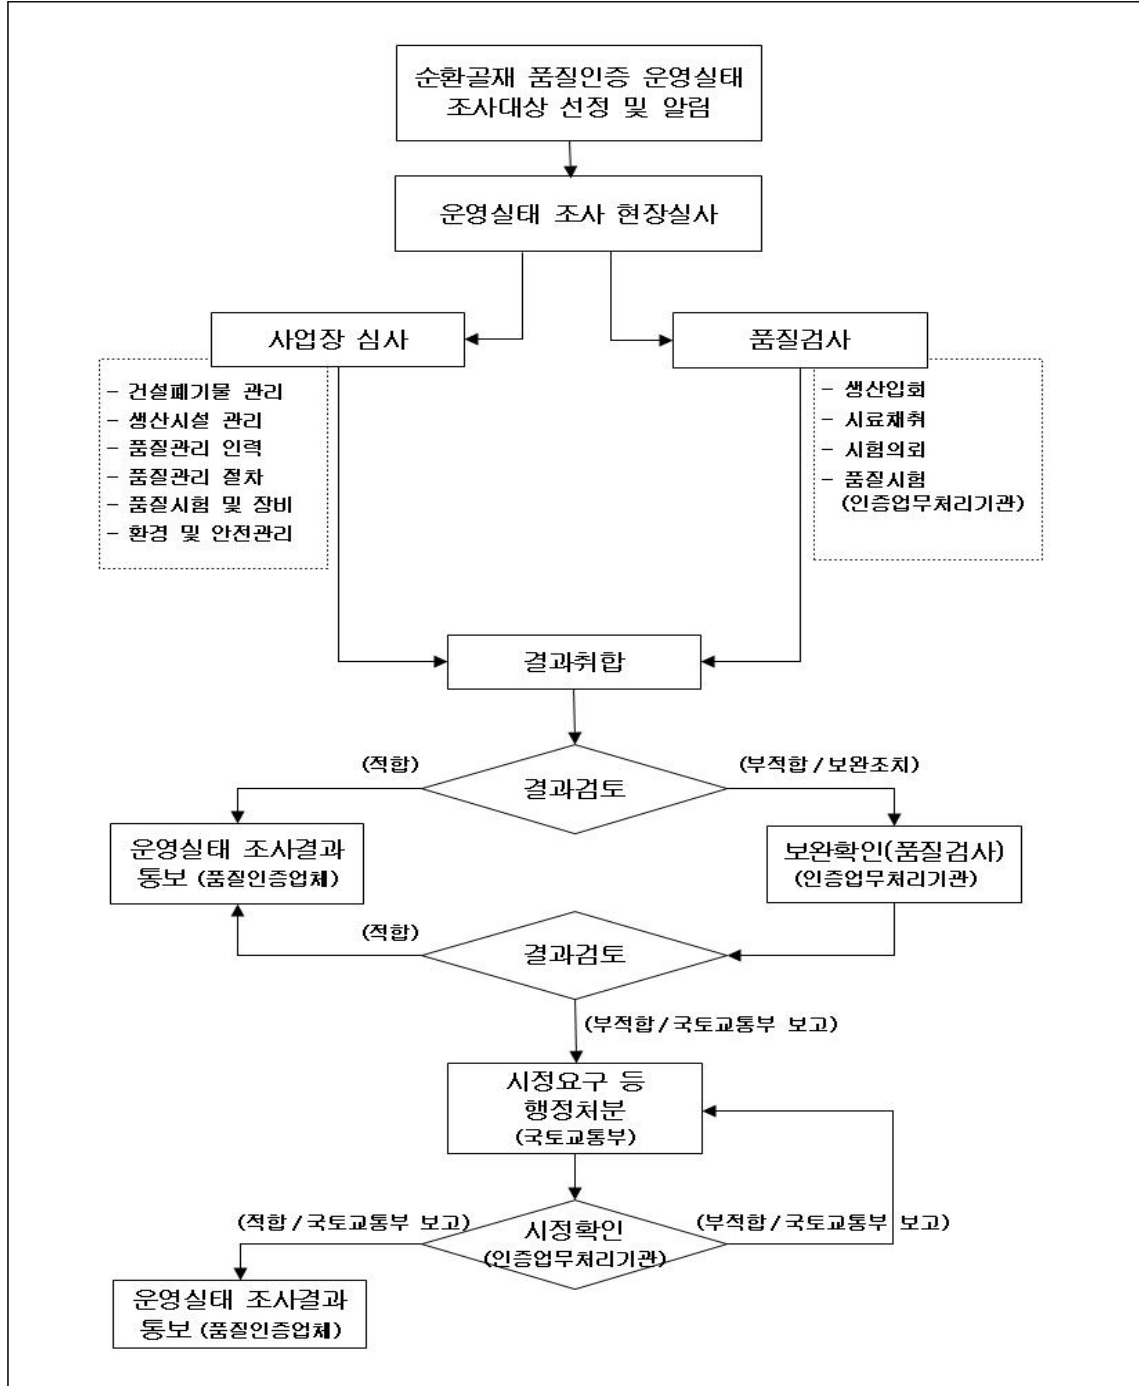 순환골재 품질인증 운영실태
조사대상 선정 및 알림
운영실태 조사 현장실사
사업장 심사
- 건설폐기물 관리
- 생산시설 관리
- 품질관리 인력
- 품질관리 절차
- 품질시험 및 장비
- 환경 및 안전관리
품질검사
- 생산입회
- 시료채취
- 시험의뢰
- 품질시험
(인증업무처리기관)
결과취합
결과검토
(적합)
(부적합/보완조치)
운영실태 조사결과
통보 (품질인증업체)
보완확인(품질검사)
(인증업무처리기관)
결과검토
(적합)
(부적합/국토교통부 보고)
시정요구 등
행정처분
(국토교통부)
시정확인
(인증업무처리기관)
(적합/국토교통부 보고)
(부적합/국토교통부 보고)
운영실태 조사결과
통보 (품질인증업체)